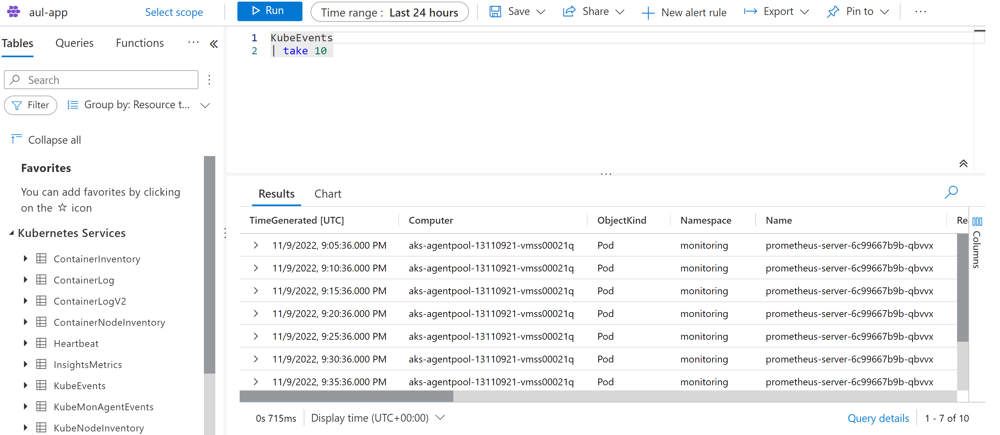 aul-app Select scope Run Time range : Last 24 hours Save Share New alert rule Export Pin to ...
Tables Queries Functions ... «
Search
Filter Group by: Resource t...
Collapse all
Favorites
You can add favorites by clicking
on the ☆ icon
Kubernetes Services
ContainerInventory
ContainerLog
ContainerLogV2
ContainerNodeInventory
Heartbeat
InsightsMetrics
KubeEvents
KubeMonAgentEvents
KubeNodeInventory
1 KubeEvents
2 | take 10
Results Chart
TimeGenerated [UTC] Computer ObjectKind Namespace Name Re
11/9/2022, 9:05:36.000 PM aks-agentpool-13110921-vmss00021q Pod monitoring prometheus-server-6c99667b9b-qbvvx
11/9/2022, 9:10:36.000 PM aks-agentpool-13110921-vmss00021q Pod monitoring prometheus-server-6c99667b9b-qbvvx
11/9/2022, 9:15:36.000 PM aks-agentpool-13110921-vmss00021q Pod monitoring prometheus-server-6c99667b9b-qbvvx
11/9/2022, 9:20:36.000 PM aks-agentpool-13110921-vmss00021q Pod monitoring prometheus-server-6c99667b9b-qbvvx
11/9/2022, 9:25:36.000 PM aks-agentpool-13110921-vmss00021q Pod monitoring prometheus-server-6c99667b9b-qbvvx
11/9/2022, 9:30:36.000 PM aks-agentpool-13110921-vmss00021q Pod monitoring prometheus-server-6c99667b9b-qbvvx
11/9/2022, 9:35:36.000 PM aks-agentpool-13110921-vmss00021q Pod monitoring prometheus-server-6c99667b9b-qbvvx
Columns
0s 715ms Display time (UTC+00:00) Query details 1 - 7 of 10